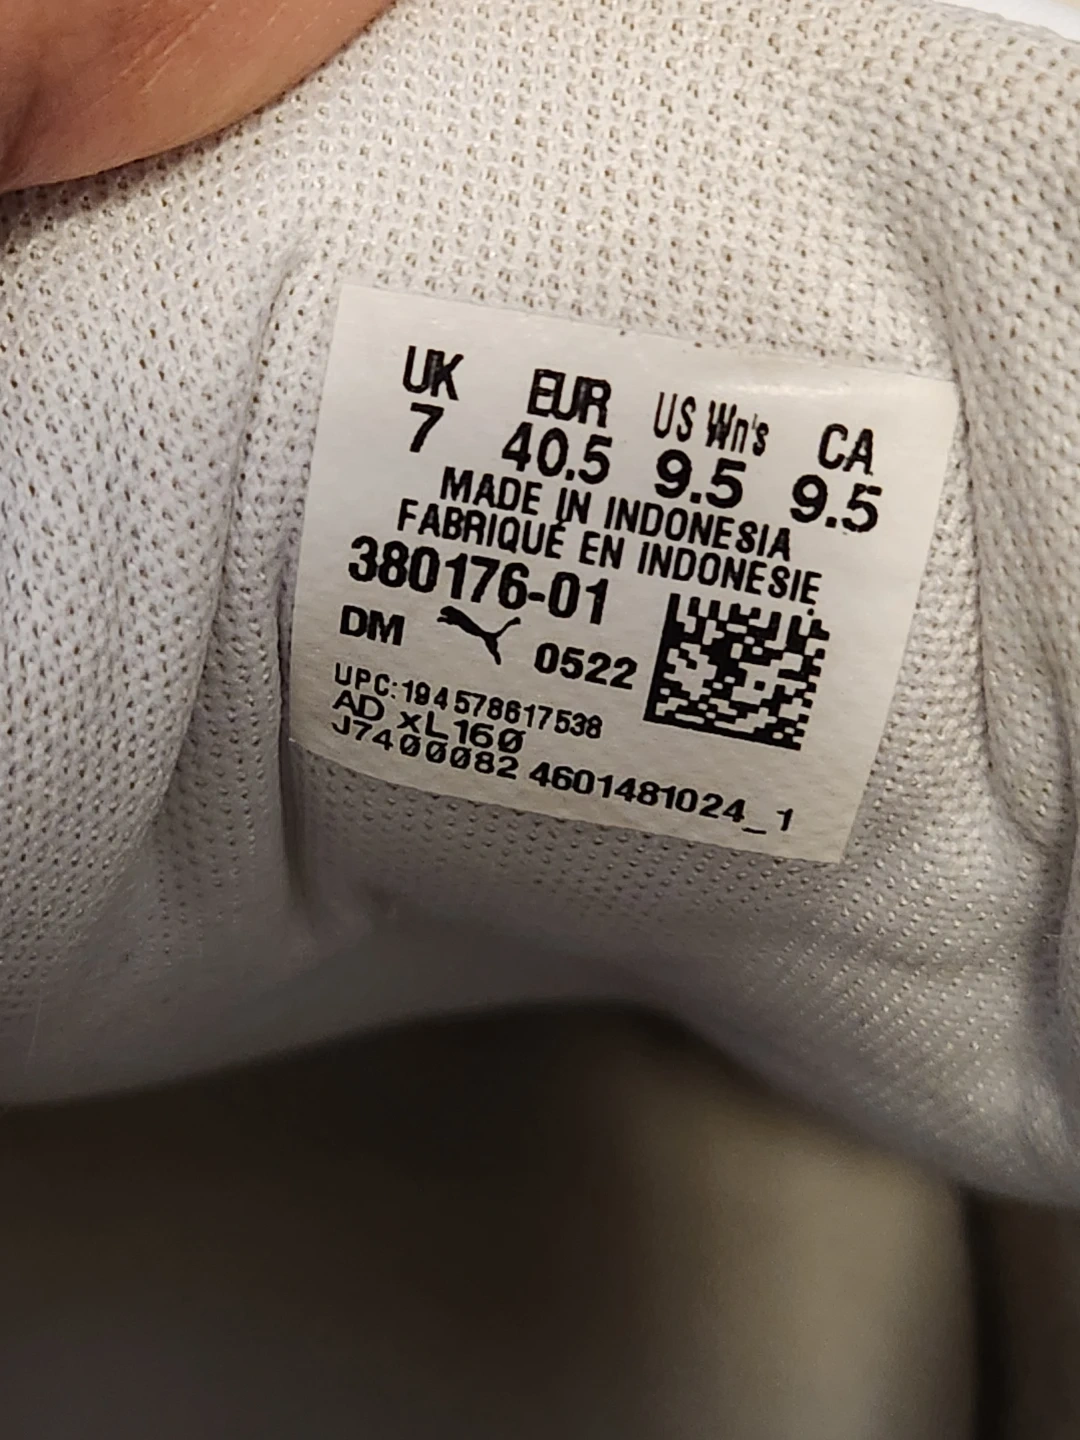 UK EUR US Wn's CA
7 40.5 9.5 9.5
MADE IN INDONESIA
FABRIQUÉ EN INDONESIE
380176-01
DM 0522
UPC:194578617538
AD xL160
J7400082 4601481024_1